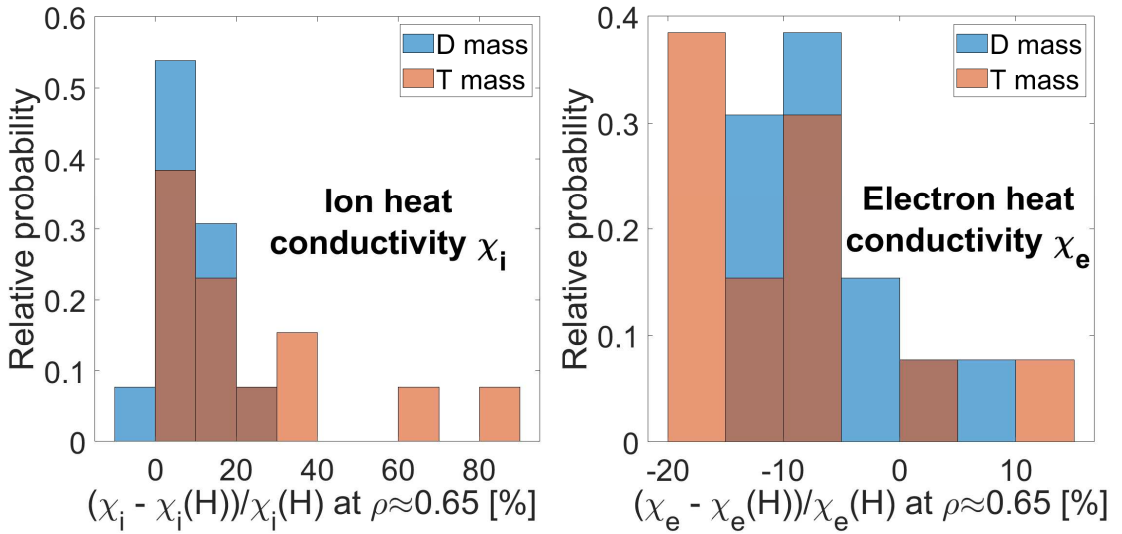 0.6
0.5
0.4
0.3
0.2
0.1
0
Relative probability
D mass
T mass
Ion heat
conductivity χi
0 20 40 60 80
(χi - χi(H))/χi(H) at ρ≈0.65 [%]
0.4
0.3
0.2
0.1
0
Relative probability
D mass
T mass
Electron heat
conductivity χe
-20 -10 0 10
(χe - χe(H))/χe(H) at ρ≈0.65 [%]